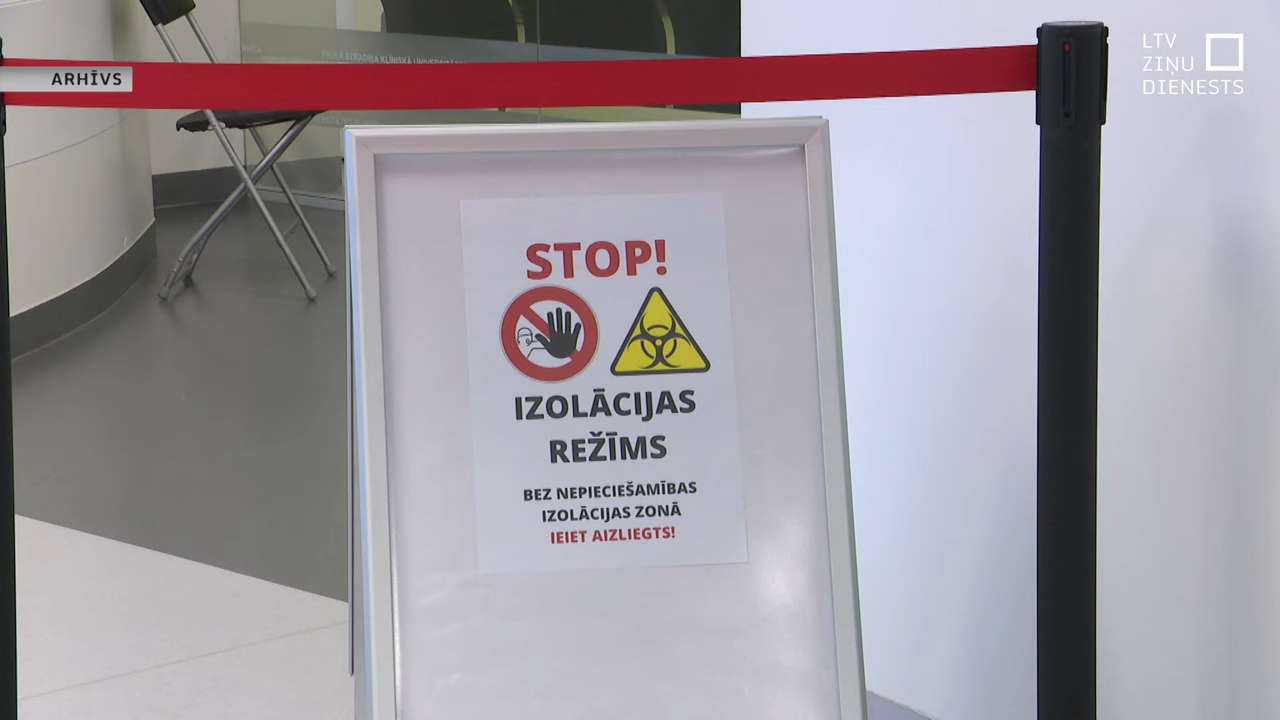 LTV
ZIŅU
DIENESTS
ARHĪVS
STOP!
IZOLĀCIJAS
REŽĪMS
BEZ NEPIECIEŠAMĪBAS
IZOLĀCIJAS ZONĀ
IEIET AIZLIEGTS!